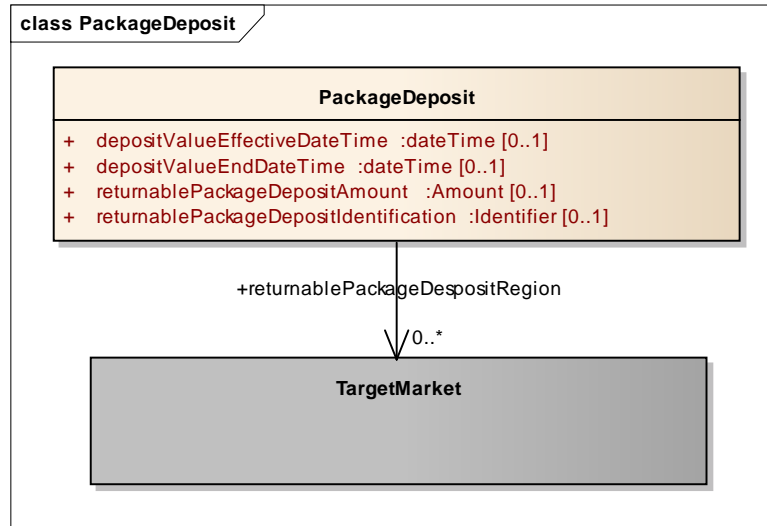 class PackageDeposit
PackageDeposit
+ depositValueEffectiveDateTime :dateTime [0..1]
+ depositValueEndDateTime :dateTime [0..1]
+ returnablePackageDepositAmount :Amount [0..1]
+ returnablePackageDepositIdentification :Identifier [0..1]
+returnablePackageDespositRegion
0..*
TargetMarket